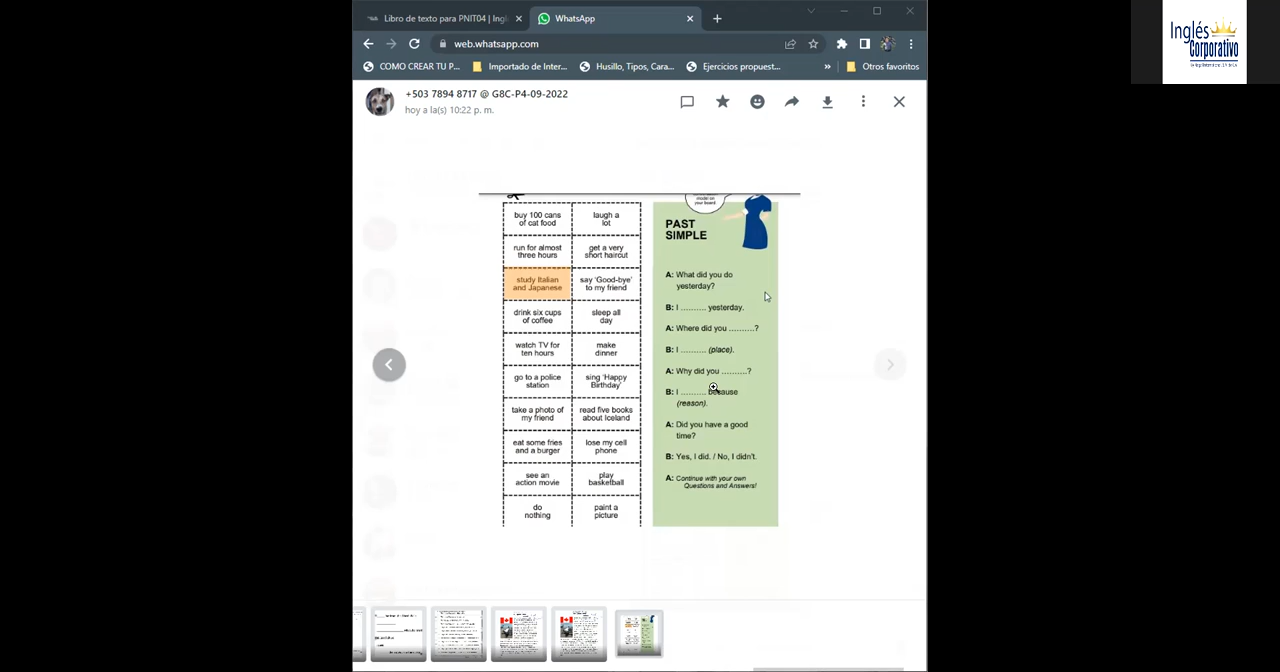 Libro de texto para PNIT04 | Ingl
WhatsApp
web.whatsapp.com
COMO CREAR TU P...
Importado de Inter...
Husillo, Tipos, Cara...
Ejercicios propuest...
»
Otros favoritos
Inglés
Corporativo
+503 7894 8717 @ G8C-P4-09-2022
hoy a la(s) 10:22 p. m.
model on
your board.
buy 100 cans
of cat food
laugh a
lot
run for almost
three hours
get a very
short haircut
study Italian
and Japanese
say ‘Good-bye’
to my friend
drink six cups
of coffee
sleep all
day
watch TV for
ten hours
make
dinner
go to a police
station
sing ‘Happy
Birthday’
take a photo of
my friend
read five books
about Iceland
eat some fries
and a burger
lose my cell
phone
see an
action movie
play
basketball
do
nothing
paint a
picture
PAST
SIMPLE
A: What did you do
yesterday?
B: I .......... yesterday.
A: Where did you ..........?
B: I .......... (place).
A: Why did you ..........?
B: I .......... because
(reason).
A: Did you have a good
time?
B: Yes, I did. / No, I didn't.
A: Continue with your own
Questions and Answers!